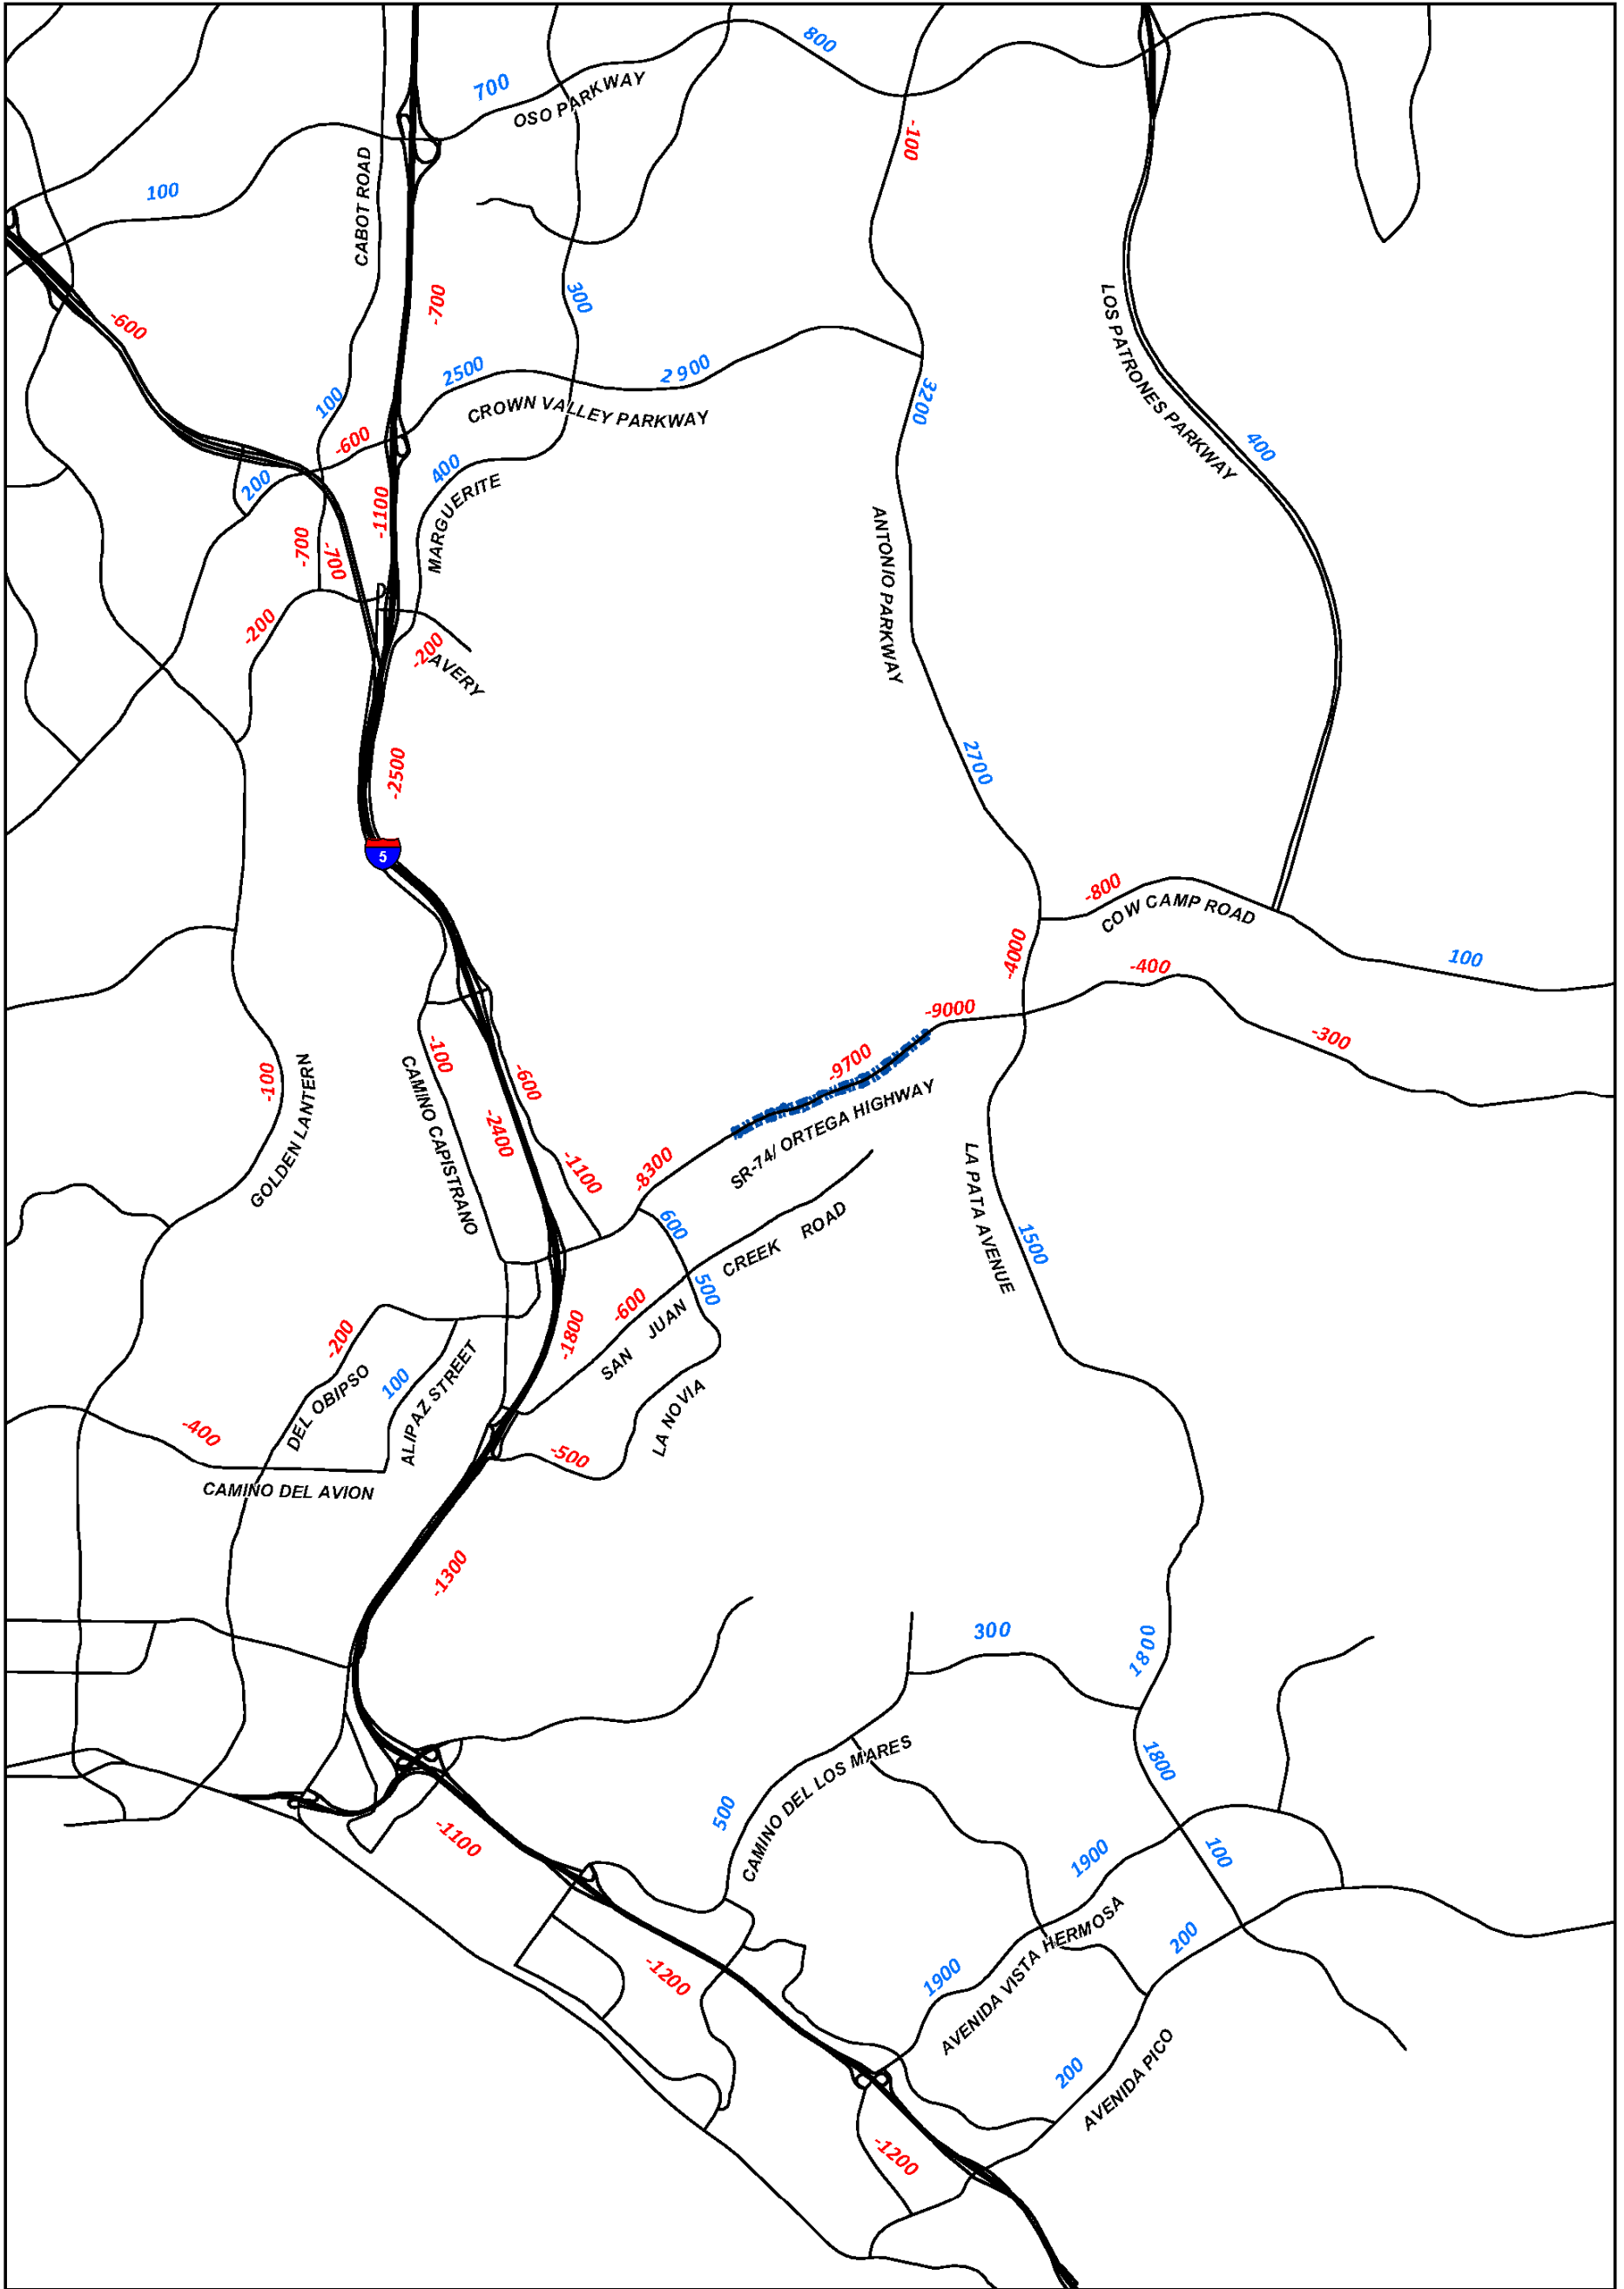 800
700
OSO PARKWAY
-100
100
CABOT ROAD
-700
300
-600
LOS PATRONES PARKWAY
2500
2900
100
CROWN VALLEY PARKWAY
3200
-600
400
400
200
MARGUERITE
-1100
-700
-700
ANTONIO PARKWAY
-200
-200
AVERY
2700
-2500
5
-800
COW CAMP ROAD
-4000
100
-400
-9000
-300
-100
-9700
-100
GOLDEN LANTERN
CAMINO CAPISTRANO
-600
-2400
SR-74/ ORTEGA HIGHWAY
-1100
-8300
LA PATA AVENUE
600
CREEK ROAD
1500
500
-600
SAN JUAN
-1800
-200
100
DEL OBIPSO
ALIPAZ STREET
LA NOVIA
-400
-500
CAMINO DEL AVION
-1300
300
1800
1800
CAMINO DEL LOS MARES
500
-1100
1900
100
AVENIDA VISTA HERMOSA
200
-1200
1900
200
AVENIDA PICO
-1200